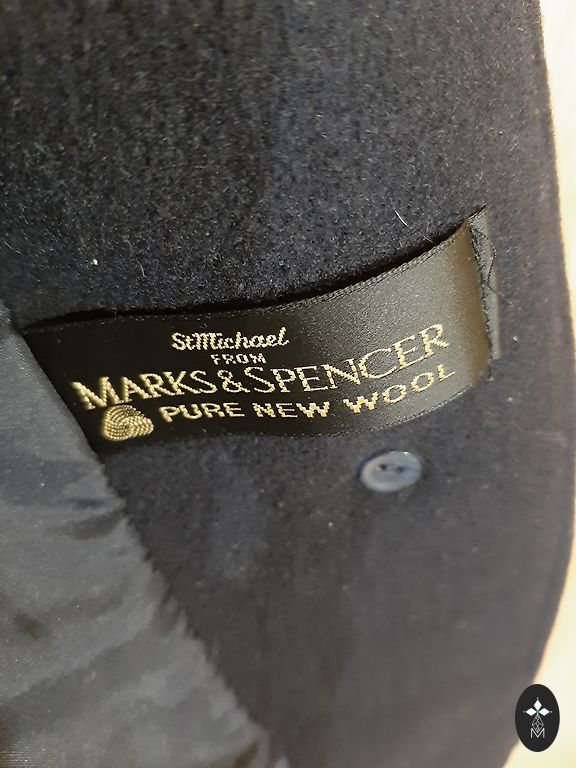 StMichael
FROM
MARKS & SPENCER
PURE NEW WOOL
M